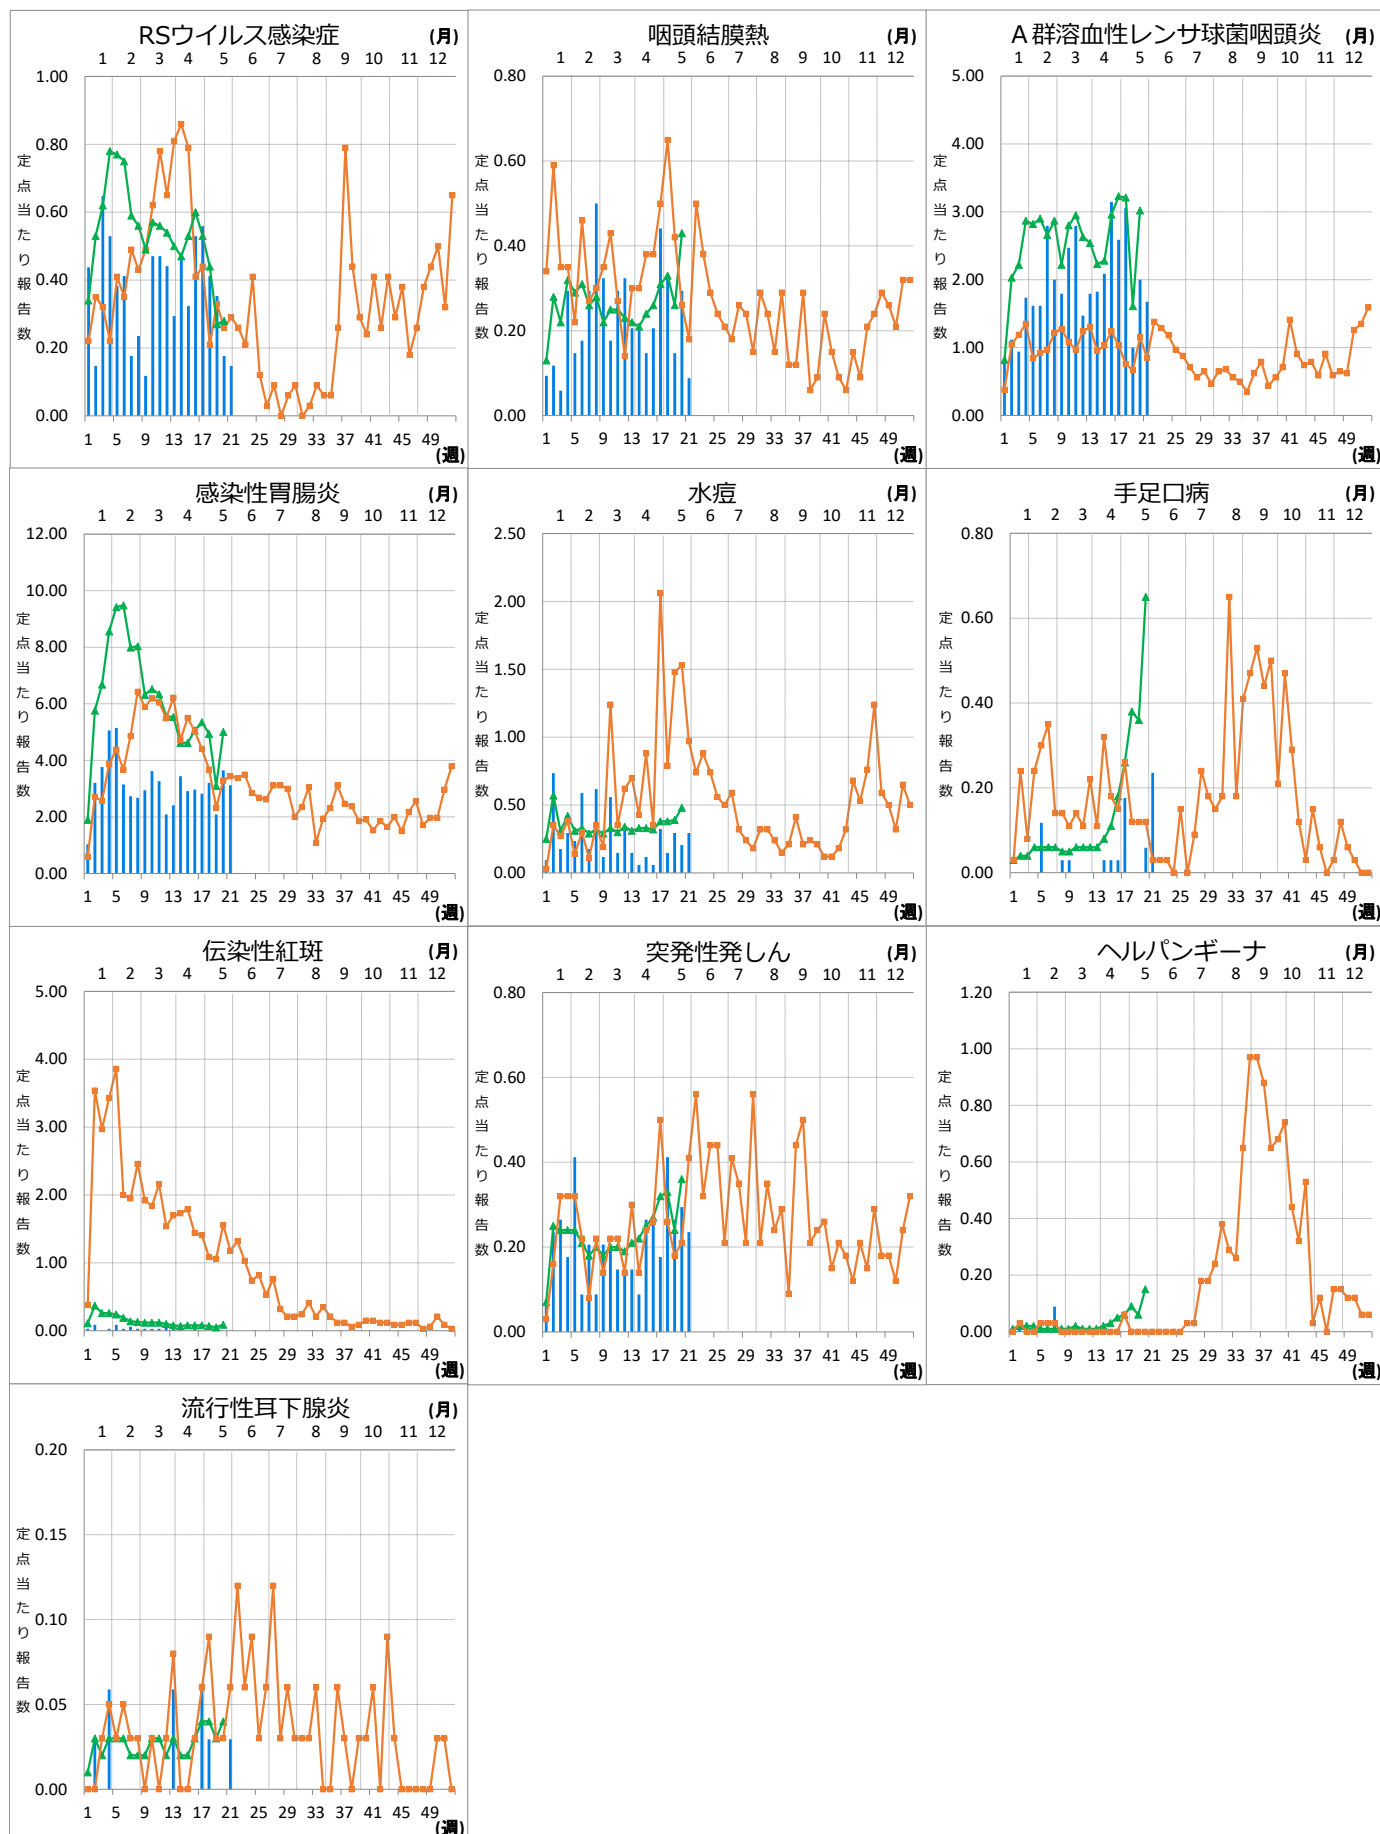 RSウイルス感染症 (月)
1 2 3 4 5 6 7 8 9 10 11 12
定点当たり報告数
1.00
0.80
0.60
0.40
0.20
0.00
1 5 9 13 17 21 25 29 33 37 41 45 49
(週)
咽頭結膜熱 (月)
1 2 3 4 5 6 7 8 9 10 11 12
定点当たり報告数
0.80
0.60
0.40
0.20
0.00
1 5 9 13 17 21 25 29 33 37 41 45 49
(週)
A群溶血性レンサ球菌咽頭炎 (月)
1 2 3 4 5 6 7 8 9 10 11 12
定点当たり報告数
5.00
4.00
3.00
2.00
1.00
0.00
1 5 9 13 17 21 25 29 33 37 41 45 49
(週)
感染性胃腸炎 (月)
1 2 3 4 5 6 7 8 9 10 11 12
定点当たり報告数
12.00
10.00
8.00
6.00
4.00
2.00
0.00
1 5 9 13 17 21 25 29 33 37 41 45 49
(週)
水痘 (月)
1 2 3 4 5 6 7 8 9 10 11 12
定点当たり報告数
2.50
2.00
1.50
1.00
0.50
0.00
1 5 9 13 17 21 25 29 33 37 41 45 49
(週)
手足口病 (月)
1 2 3 4 5 6 7 8 9 10 11 12
定点当たり報告数
0.80
0.60
0.40
0.20
0.00
1 5 9 13 17 21 25 29 33 37 41 45 49
(週)
伝染性紅斑 (月)
1 2 3 4 5 6 7 8 9 10 11 12
定点当たり報告数
5.00
4.00
3.00
2.00
1.00
0.00
1 5 9 13 17 21 25 29 33 37 41 45 49
(週)
突発性発しん (月)
1 2 3 4 5 6 7 8 9 10 11 12
定点当たり報告数
0.80
0.60
0.40
0.20
0.00
1 5 9 13 17 21 25 29 33 37 41 45 49
(週)
ヘルパンギーナ (月)
1 2 3 4 5 6 7 8 9 10 11 12
定点当たり報告数
1.20
1.00
0.80
0.60
0.40
0.20
0.00
1 5 9 13 17 21 25 29 33 37 41 45 49
(週)
流行性耳下腺炎 (月)
1 2 3 4 5 6 7 8 9 10 11 12
定点当たり報告数
0.20
0.15
0.10
0.05
0.00
1 5 9 13 17 21 25 29 33 37 41 45 49
(週)